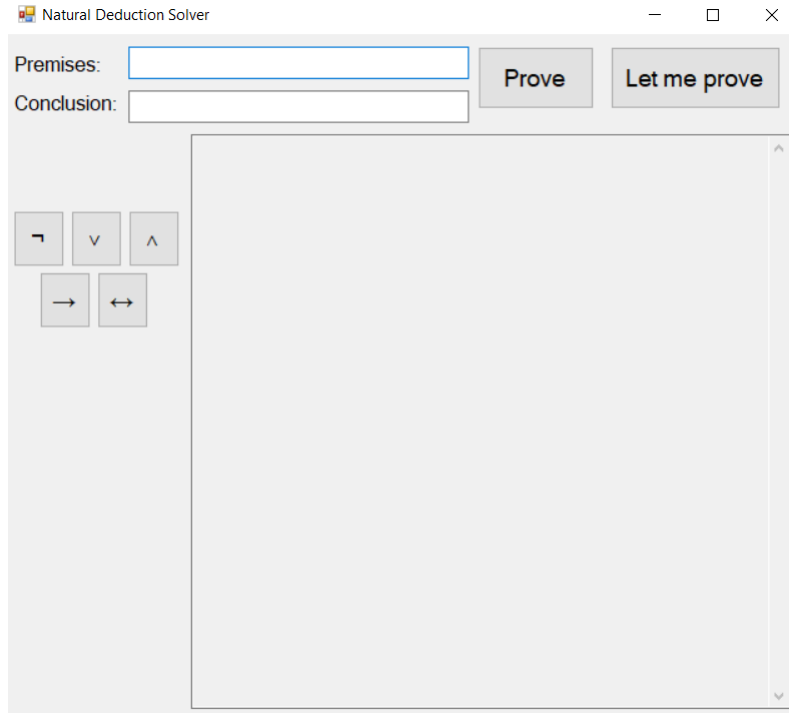 Natural Deduction Solver
Premises:
Prove
Let me prove
Conclusion:
¬ ∨ ∧
→ ↔